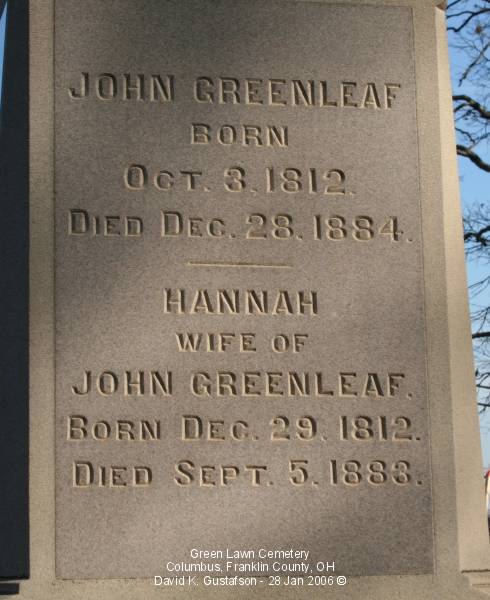 JOHN GREENLEAF
BORN
OCT. 3. 1812.
DIED DEC. 28. 1884.
HANNAH
WIFE OF
JOHN GREENLEAF.
BORN DEC. 29. 1812.
DIED SEPT. 5. 1883.
Green Lawn Cemetery
Columbus, Franklin County, OH
David K. Gustafson - 28 Jan 2006 ©